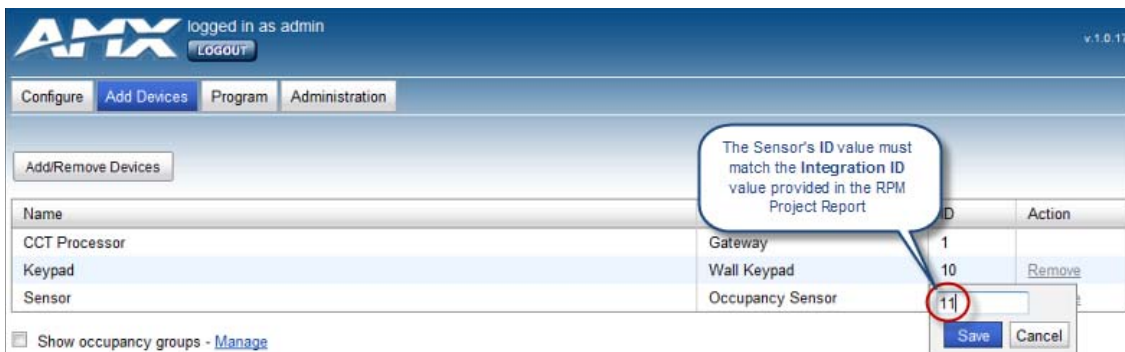 AMX
logged in as admin
LOGOUT
v.1.0.17
Configure Add Devices Program Administration
Add/Remove Devices
The Sensor's ID value must
match the Integration ID
value provided in the RPM
Project Report
Name ID Action
CCT Processor Gateway 1
Keypad Wall Keypad 10 Remove
Sensor Occupancy Sensor 11
Show occupancy groups - Manage
Save Cancel